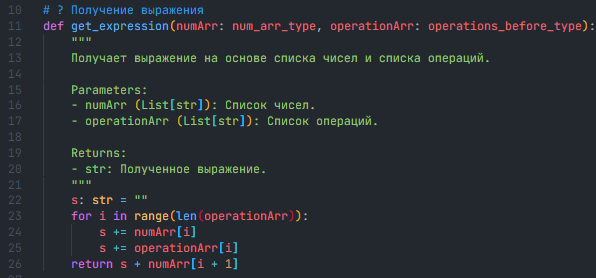 10 # ? Получение выражения
11 def get_expression(numArr: num_arr_type, operationArr: operations_before_type):
12     """
13     Получает выражение на основе списка чисел и списка операций.
14
15     Parameters:
16     - numArr (List[str]): Список чисел.
17     - operationArr (List[str]): Список операций.
18
19     Returns:
20     - str: Полученное выражение.
21     """
22     s: str = ""
23     for i in range(len(operationArr)):
24         s += numArr[i]
25         s += operationArr[i]
26     return s + numArr[i + 1]